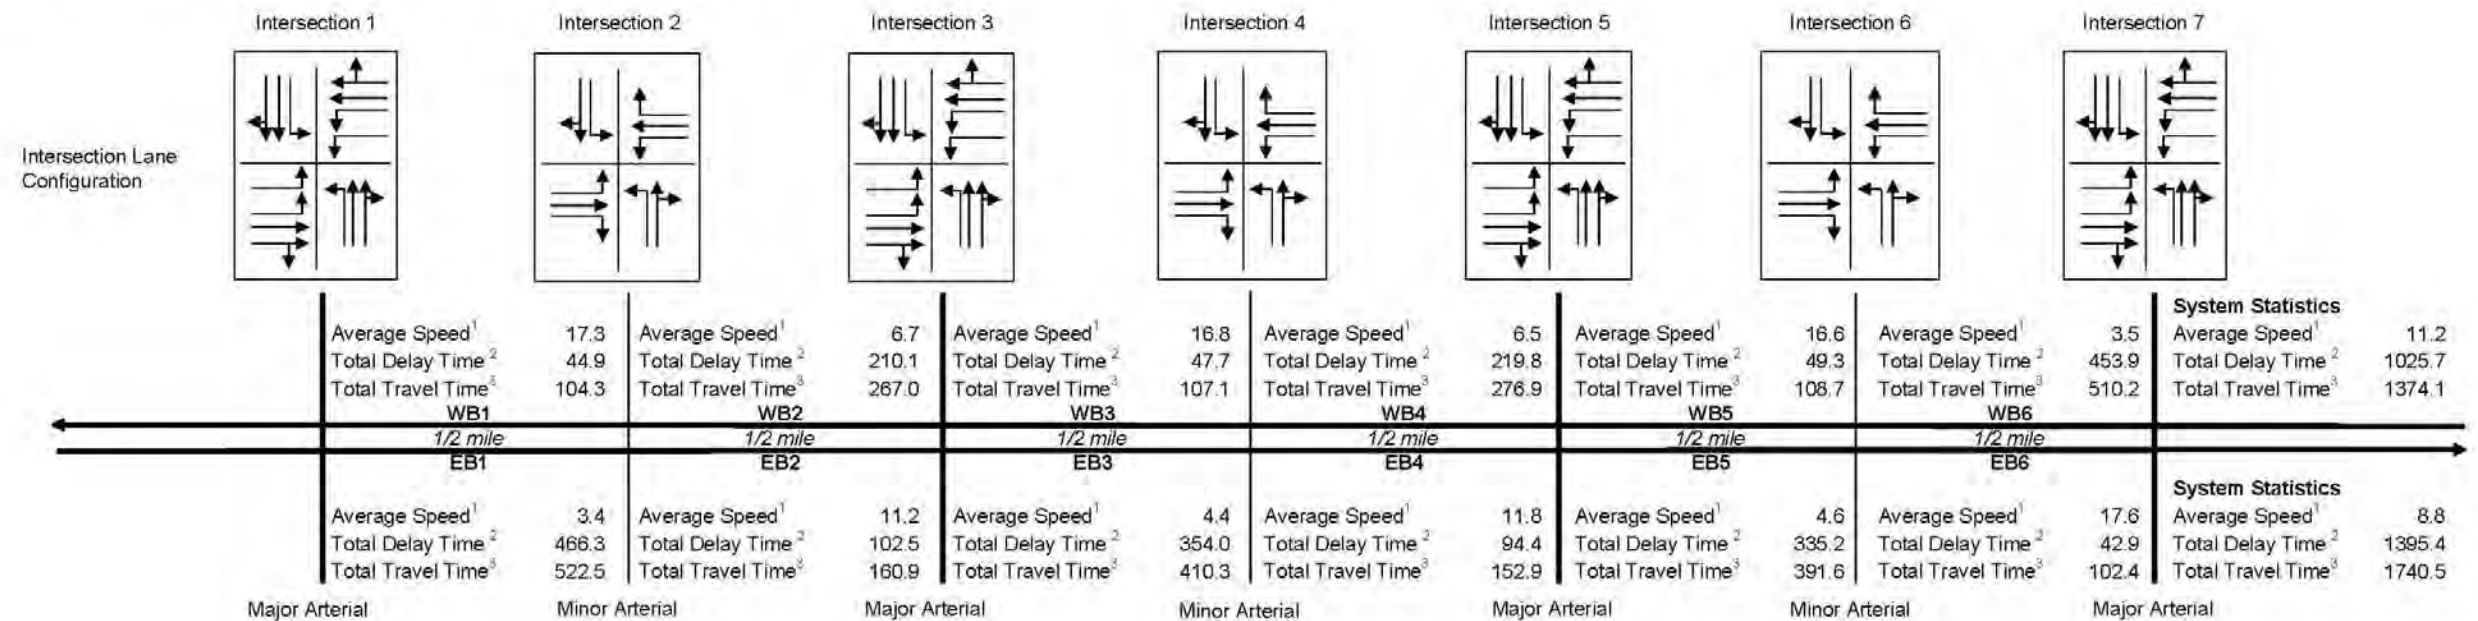 Intersection 1 Intersection 2 Intersection 3 Intersection 4 Intersection 5 Intersection 6 Intersection 7
Intersection Lane
Configuration
System Statistics
Average Speed¹ 17.3 Average Speed¹ 6.7 Average Speed¹ 16.8 Average Speed¹ 6.5 Average Speed¹ 16.6 Average Speed¹ 3.5 Average Speed¹ 11.2
Total Delay Time² 44.9 Total Delay Time² 210.1 Total Delay Time² 47.7 Total Delay Time² 219.8 Total Delay Time² 49.3 Total Delay Time² 453.9 Total Delay Time² 1025.7
Total Travel Time³ 104.3 Total Travel Time³ 267.0 Total Travel Time³ 107.1 Total Travel Time³ 276.9 Total Travel Time³ 108.7 Total Travel Time³ 510.2 Total Travel Time³ 1374.1
WB1 WB2 WB3 WB4 WB5 WB6
1/2 mile 1/2 mile 1/2 mile 1/2 mile 1/2 mile 1/2 mile
EB1 EB2 EB3 EB4 EB5 EB6
System Statistics
Average Speed¹ 3.4 Average Speed¹ 11.2 Average Speed¹ 4.4 Average Speed¹ 11.8 Average Speed¹ 4.6 Average Speed¹ 17.6 Average Speed¹ 8.8
Total Delay Time² 466.3 Total Delay Time² 102.5 Total Delay Time² 354.0 Total Delay Time² 94.4 Total Delay Time² 335.2 Total Delay Time² 42.9 Total Delay Time² 1395.4
Total Travel Time³ 522.5 Total Travel Time³ 160.9 Total Travel Time³ 410.3 Total Travel Time³ 152.9 Total Travel Time³ 391.6 Total Travel Time³ 102.4 Total Travel Time³ 1740.5
Major Arterial Minor Arterial Major Arterial Minor Arterial Major Arterial Minor Arterial Major Arterial